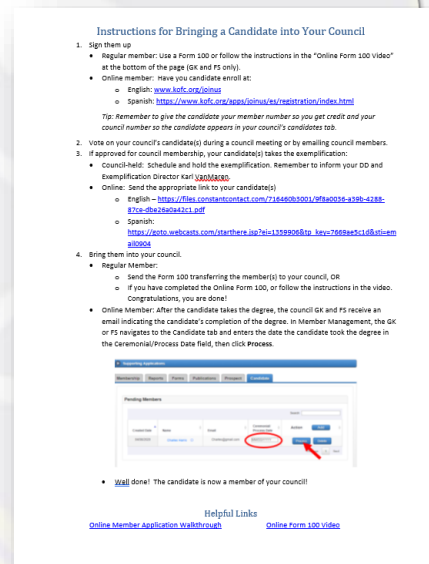 Instructions for Bringing a Candidate into Your Council
1. Sign them up
• Regular member: Use a Form 100 or follow the instructions in the "Online Form 100 Video"
at the bottom of the page (GK and FS only).
• Online member: Have you candidate enroll at:
o English: www.kofc.org/joinus
o Spanish: https://www.kofc.org/apps/joinus/es/registration/index.html
Tip: Remember to give the candidate your member number so you get credit and your
council number so the candidate appears in your council's candidates tab.
2. Vote on your council's candidate(s) during a council meeting or by emailing council members.
3. If approved for council membership, your candidate(s) takes the exemplification:
• Council-held: Schedule and hold the exemplification. Remember to inform your DD and
Exemplification Director Karl VanMaren.
• Online: Send the appropriate link to your candidate(s)
o English – https://files.constantcontact.com/716460b3001/9f8a0036-a39b-4288-
87ce-dbe26a0a42c1.pdf
o Spanish:
https://goto.webcasts.com/starthere.jsp?ei=1359906&tp_key=7669ae5c1d&sti=em
ail0904
4. Bring them into your council.
• Regular Member:
o Send the Form 100 transferring the member(s) to your council, OR
o If you have completed the Online Form 100, or follow the instructions in the video.
Congratulations, you are done!
• Online Member: After the candidate takes the degree, the council GK and FS receive an
email indicating the candidate's completion of the degree. In Member Management, the GK
or FS navigates to the Candidate tab and enters the date the candidate took the degree in
the Ceremonial/Process Date field, then click Process.
Membership Reports Forms Publications Prospect Candidate
Pending Members
• Wall done! The candidate is now a member of your council!
Helpful Links
Online Member Application Walkthrough Online Form 100 Video